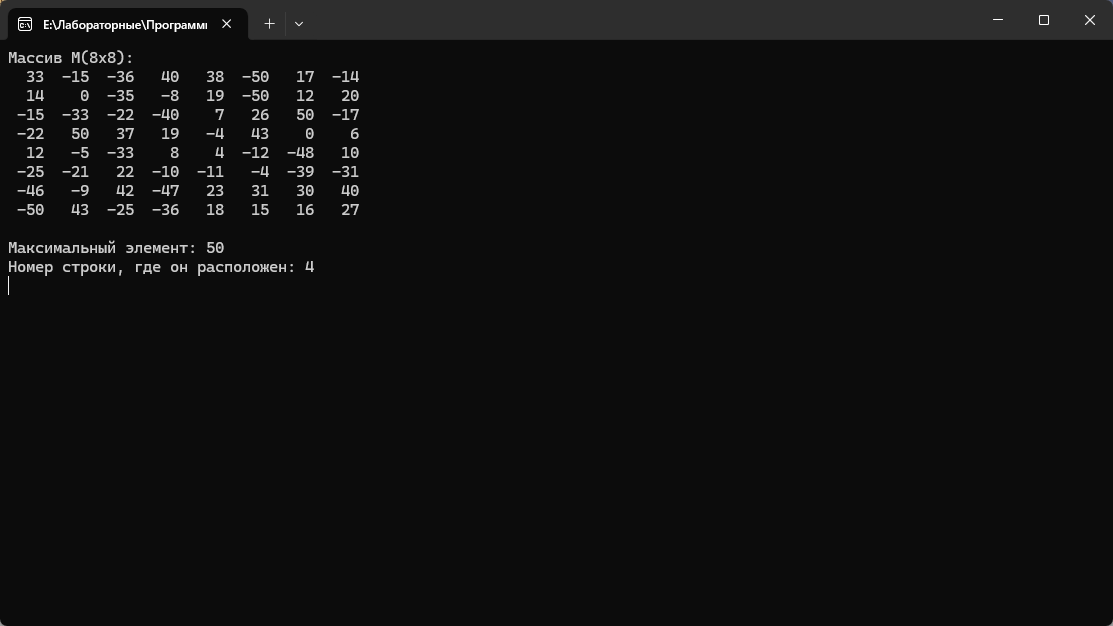 E:\Лабораторные\Программи
Массив М(8х8):
33 -15 -36 40 38 -50 17 -14
14 0 -35 -8 19 -50 12 20
-15 -33 -22 -40 7 26 50 -17
-22 50 37 19 -4 43 0 6
12 -5 -33 8 4 -12 -48 10
-25 -21 22 -10 -11 -4 -39 -31
-46 -9 42 -47 23 31 30 40
-50 43 -25 -36 18 15 16 27
Максимальный элемент: 50
Номер строки, где он расположен: 4